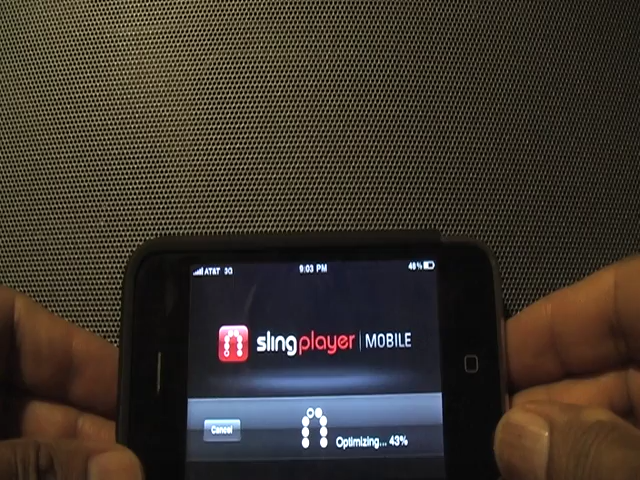 AT&T 3G 9:03 PM 46%
slingplayer | MOBILE
Cancel Optimizing... 43%